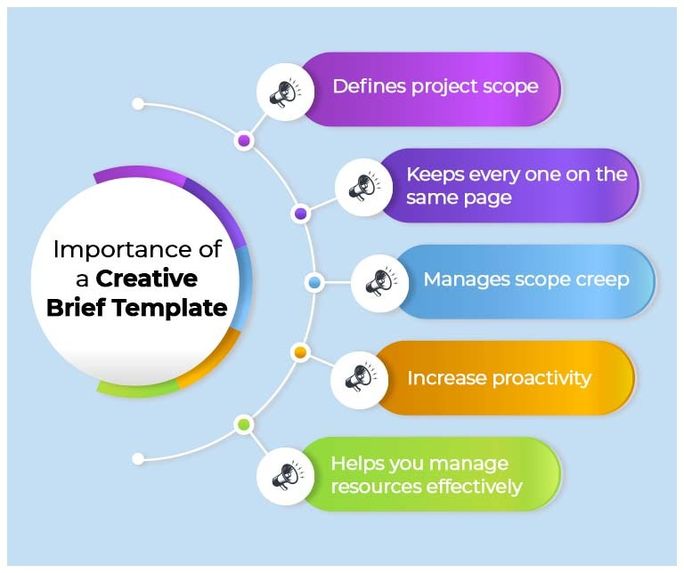 Importance of
a Creative
Brief Template
Defines project scope
Keeps every one on the
same page
Manages scope creep
Increase proactivity
Helps you manage
resources effectively